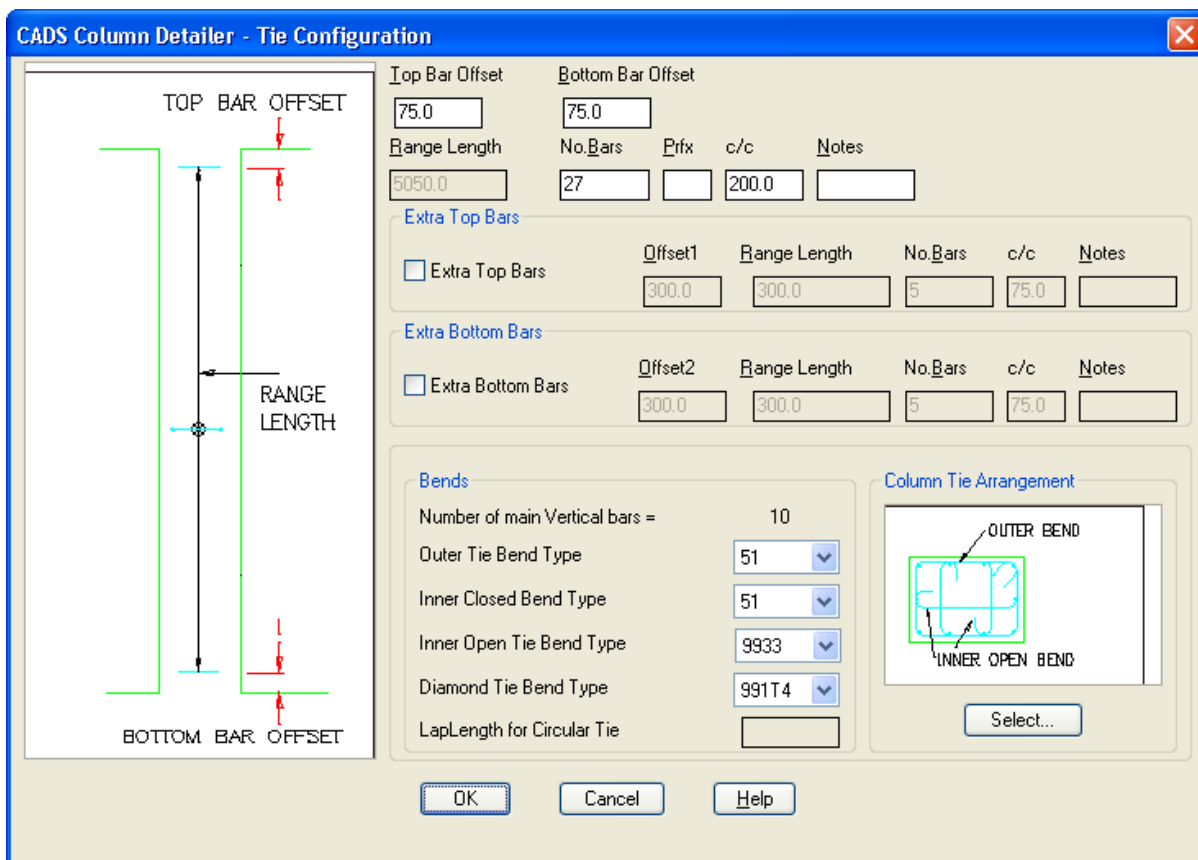 CADS Column Detailer - Tie Configuration
TOP BAR OFFSET
RANGE
LENGTH
BOTTOM BAR OFFSET
Top Bar Offset Bottom Bar Offset
75.0 75.0
Range Length No.Bars Prfx c/c Notes
5050.0 27 200.0
Extra Top Bars
Extra Top Bars Offset1 Range Length No.Bars c/c Notes
300.0 300.0 5 75.0
Extra Bottom Bars
Extra Bottom Bars Offset2 Range Length No.Bars c/c Notes
300.0 300.0 5 75.0
Bends
Number of main Vertical bars = 10
Outer Tie Bend Type 51
Inner Closed Bend Type 51
Inner Open Tie Bend Type 9933
Diamond Tie Bend Type 991T4
LapLength for Circular Tie
Column Tie Arrangement
OUTER BEND
INNER OPEN BEND
Select...
OK Cancel Help